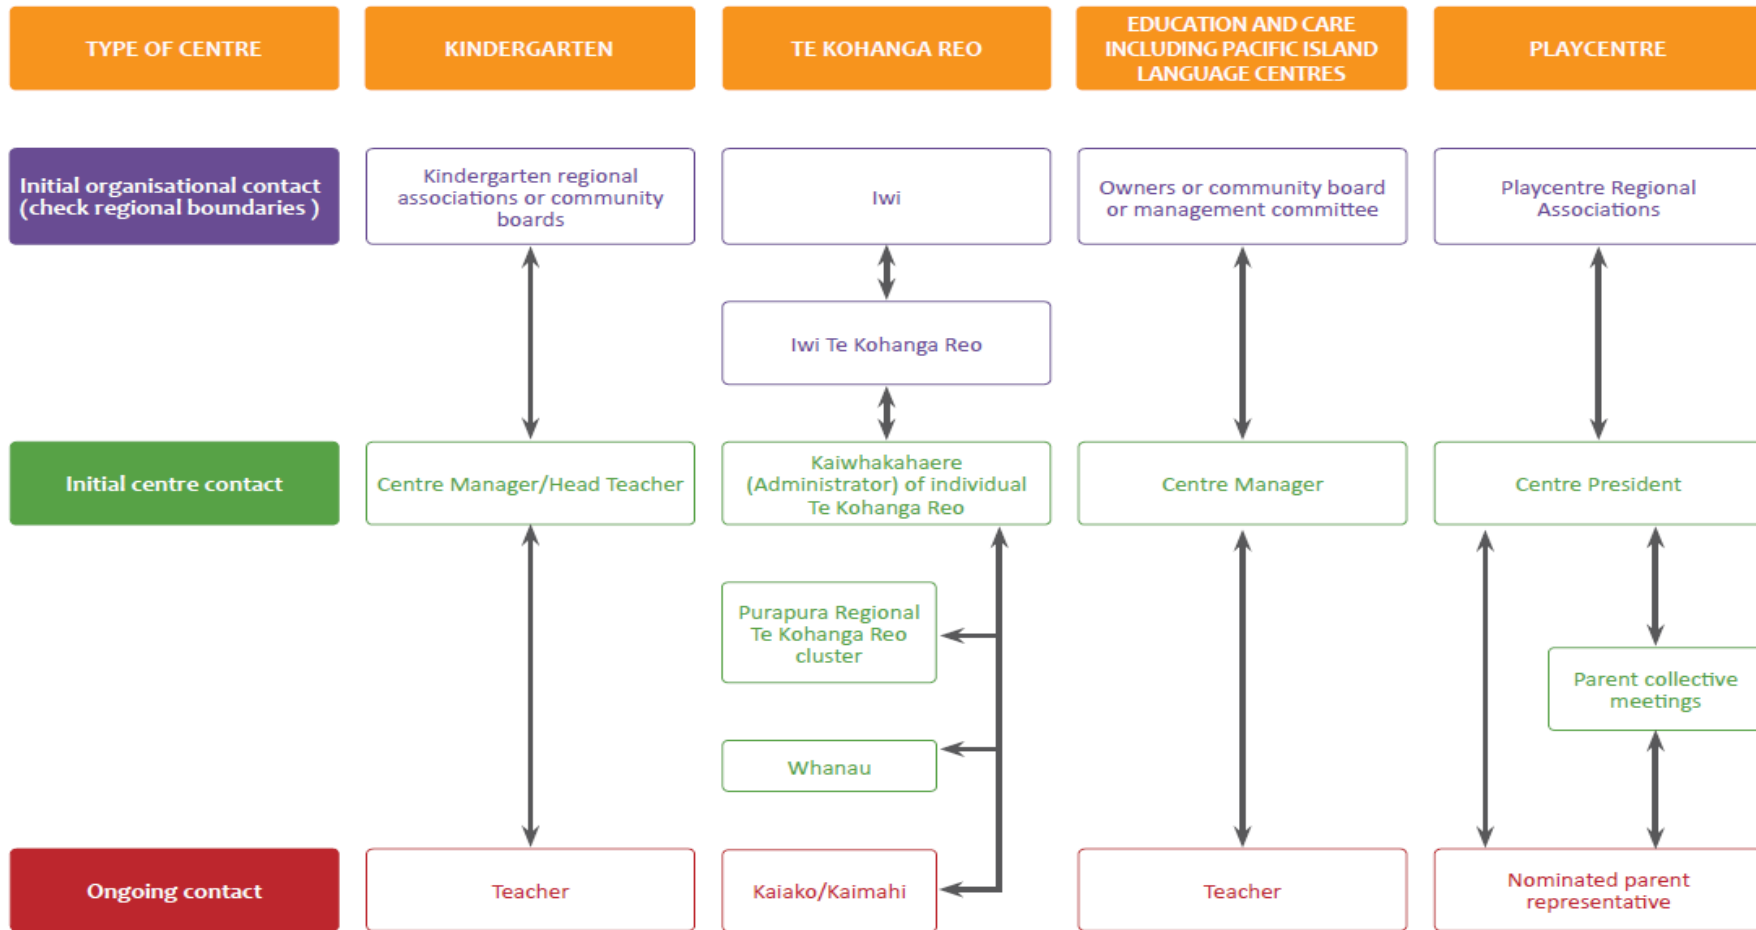 TYPE OF CENTRE
KINDERGARTEN
TE KOHANGA REO
EDUCATION AND CARE
INCLUDING PACIFIC ISLAND
LANGUAGE CENTRES
PLAYCENTRE
Initial organisational contact
(check regional boundaries )
Kindergarten regional
associations or community
boards
Iwi
Owners or community board
or management committee
Playcentre Regional
Associations
Iwi Te Kohanga Reo
Initial centre contact
Centre Manager/Head Teacher
Kaiwhakahaere
(Administrator) of individual
Te Kohanga Reo
Centre Manager
Centre President
Purapura Regional
Te Kohanga Reo
cluster
Parent collective
meetings
Whanau
Ongoing contact
Teacher
Kaiako/Kaimahi
Teacher
Nominated parent
representative